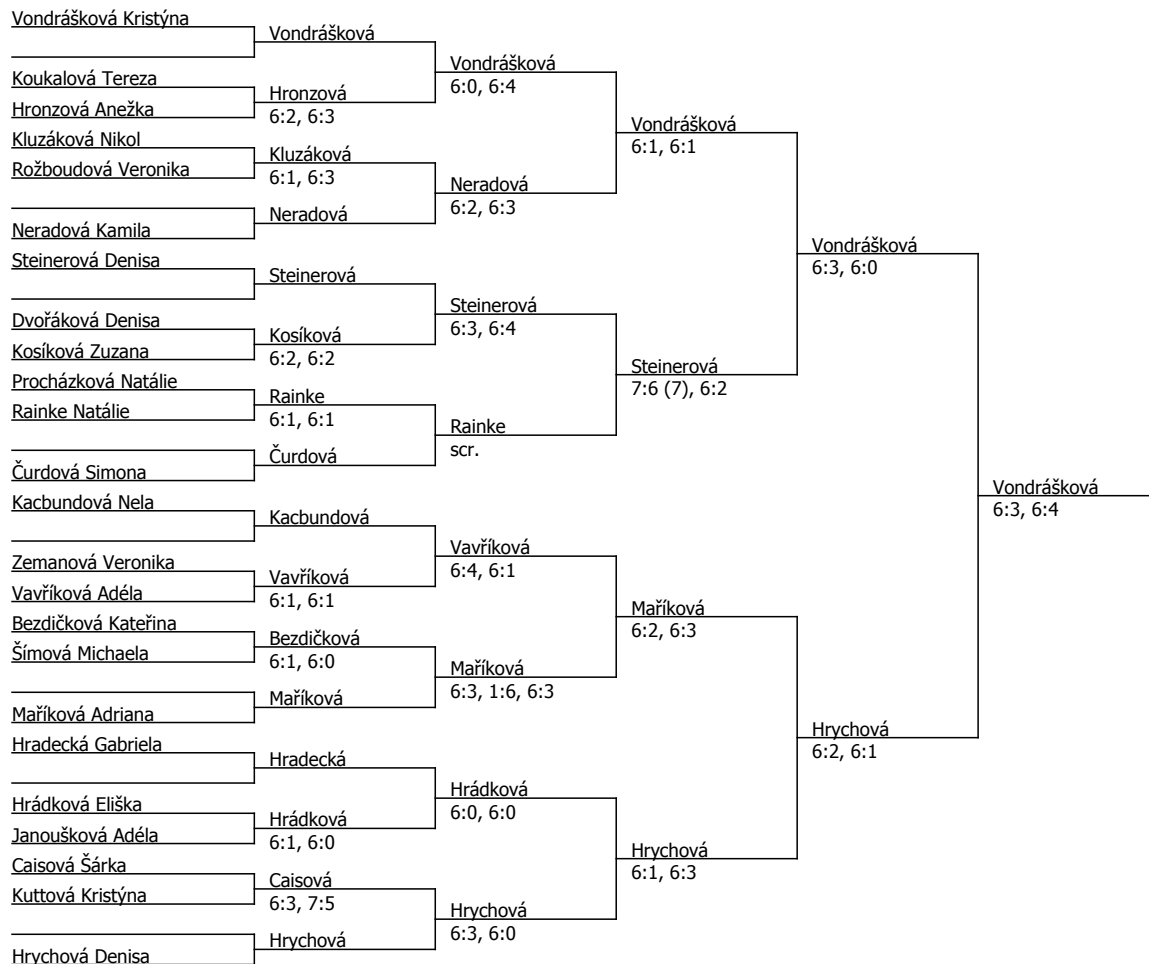 Vondrášková Kristýna
Koukalová Tereza
Hronzová Anežka
Kluzáková Nikol
Rožboudová Veronika
Neradová Kamila
Steinerová Denisa
Dvořáková Denisa
Kosíková Zuzana
Procházková Natálie
Rainke Natálie
Čurdová Simona
Kacbundová Nela
Zemanová Veronika
Vavříková Adéla
Bezdičková Kateřina
Šímová Michaela
Maříková Adriana
Hradecká Gabriela
Hrádková Eliška
Janoušková Adéla
Caisová Šárka
Kuttová Kristýna
Hrychová Denisa
Vondrášková
Hronzová
6:2, 6:3
Kluzáková
6:1, 6:3
Neradová
Steinerová
Kosíková
6:2, 6:2
Rainke
6:1, 6:1
Čurdová
Kacbundová
Vavříková
6:1, 6:1
Bezdičková
6:1, 6:0
Maříková
Hradecká
Hrádková
6:1, 6:0
Caisová
6:3, 7:5
Hrychová
Vondrášková
6:0, 6:4
Neradová
6:2, 6:3
Steinerová
6:3, 6:4
Rainke
scr.
Vavříková
6:4, 6:1
Maříková
6:3, 1:6, 6:3
Hrádková
6:0, 6:0
Hrychová
6:3, 6:0
Vondrášková
6:1, 6:1
Steinerová
7:6 (7), 6:2
Maříková
6:2, 6:3
Hrychová
6:1, 6:3
Vondrášková
6:3, 6:0
Hrychová
6:2, 6:1
Vondrášková
6:3, 6:4